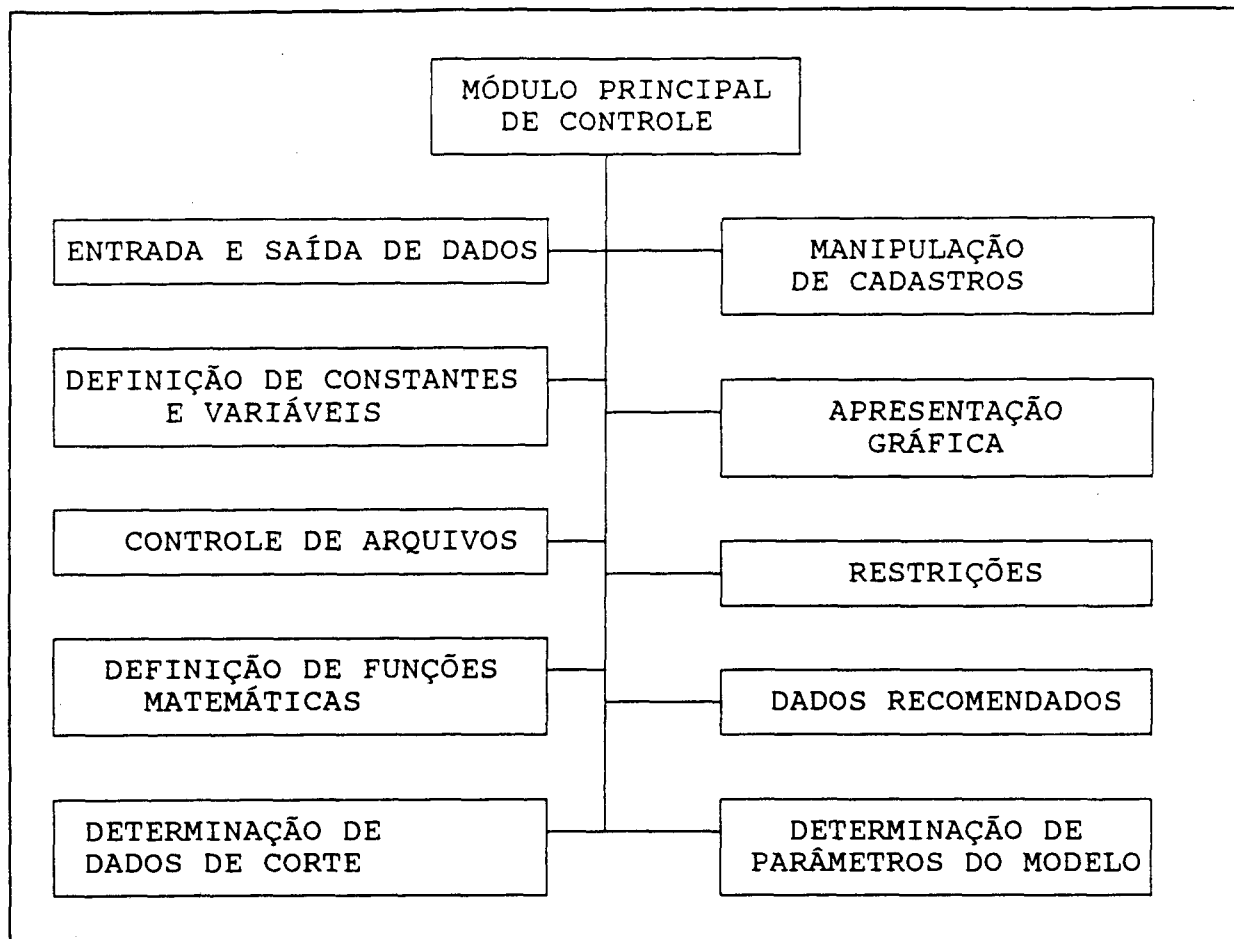 MÓDULO PRINCIPAL
DE CONTROLE
ENTRADA E SAÍDA DE DADOS
MANIPULAÇÃO
DE CADASTROS
DEFINIÇÃO DE CONSTANTES
E VARIÁVEIS
APRESENTAÇÃO
GRÁFICA
CONTROLE DE ARQUIVOS
RESTRIÇÕES
DEFINIÇÃO DE FUNÇÕES
MATEMÁTICAS
DADOS RECOMENDADOS
DETERMINAÇÃO DE
DADOS DE CORTE
DETERMINAÇÃO DE
PARÂMETROS DO MODELO